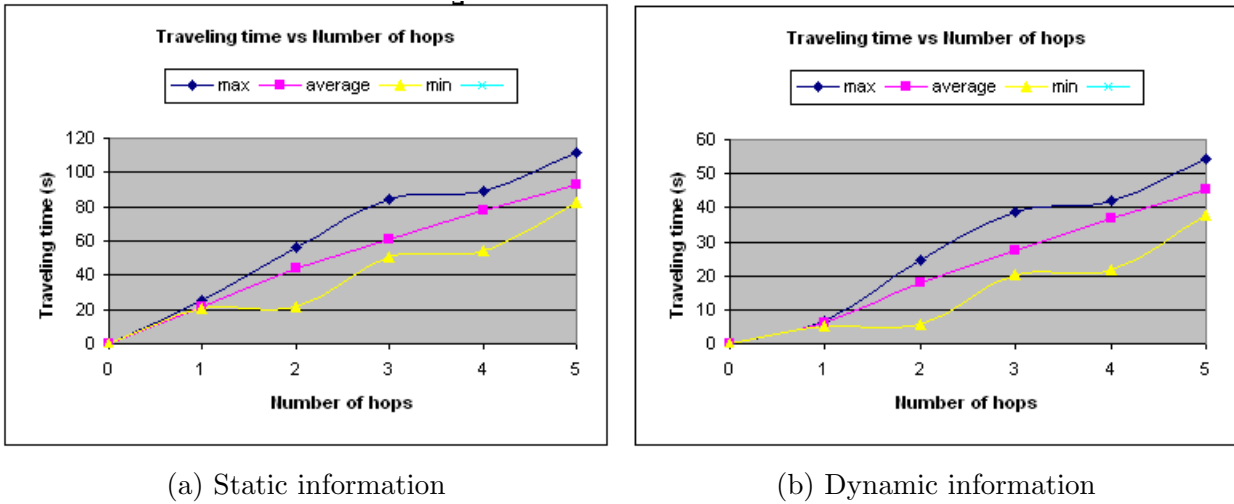 Traveling time vs Number of hops
max average min
Traveling time (s)
120
100
80
60
40
20
0
0 1 2 3 4 5
Number of hops
(a) Static information
Traveling time vs Number of hops
max average min
Traveling time (s)
60
50
40
30
20
10
0
0 1 2 3 4 5
Number of hops
(b) Dynamic information